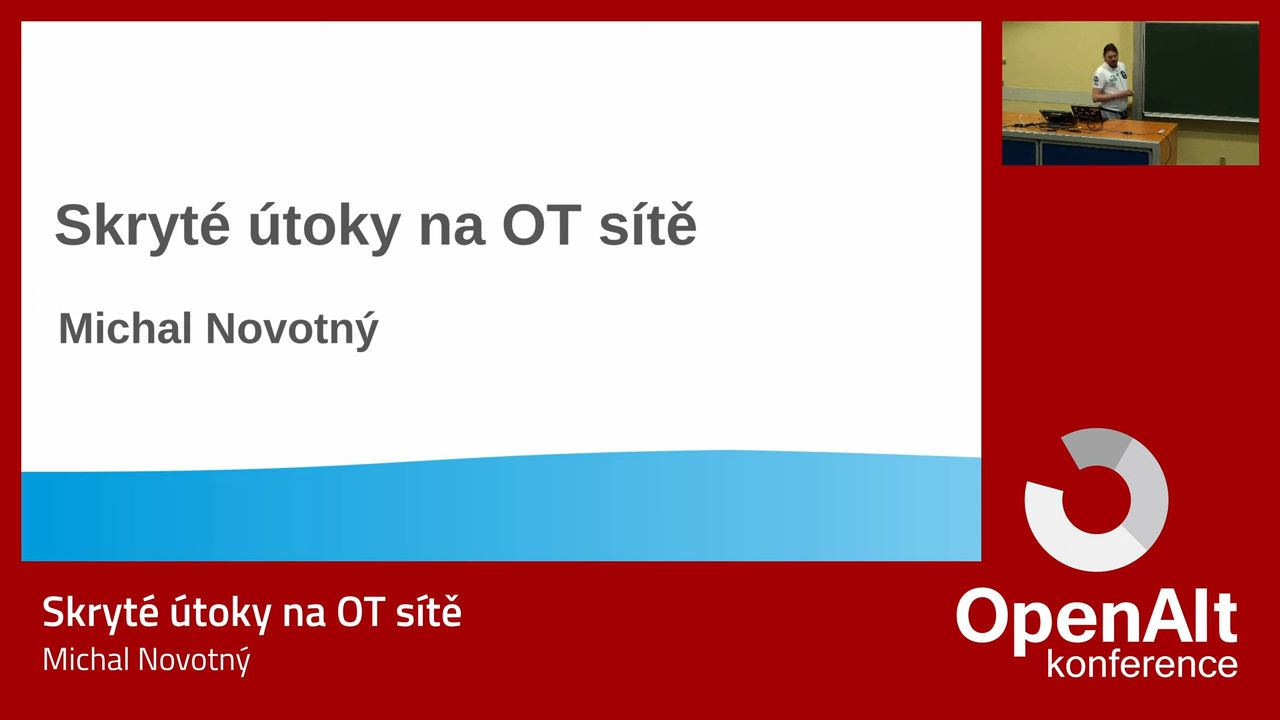 Skryté útoky na OT sítě
Michal Novotný
Skryté útoky na OT sítě
Michal Novotný
OpenAlt
konference